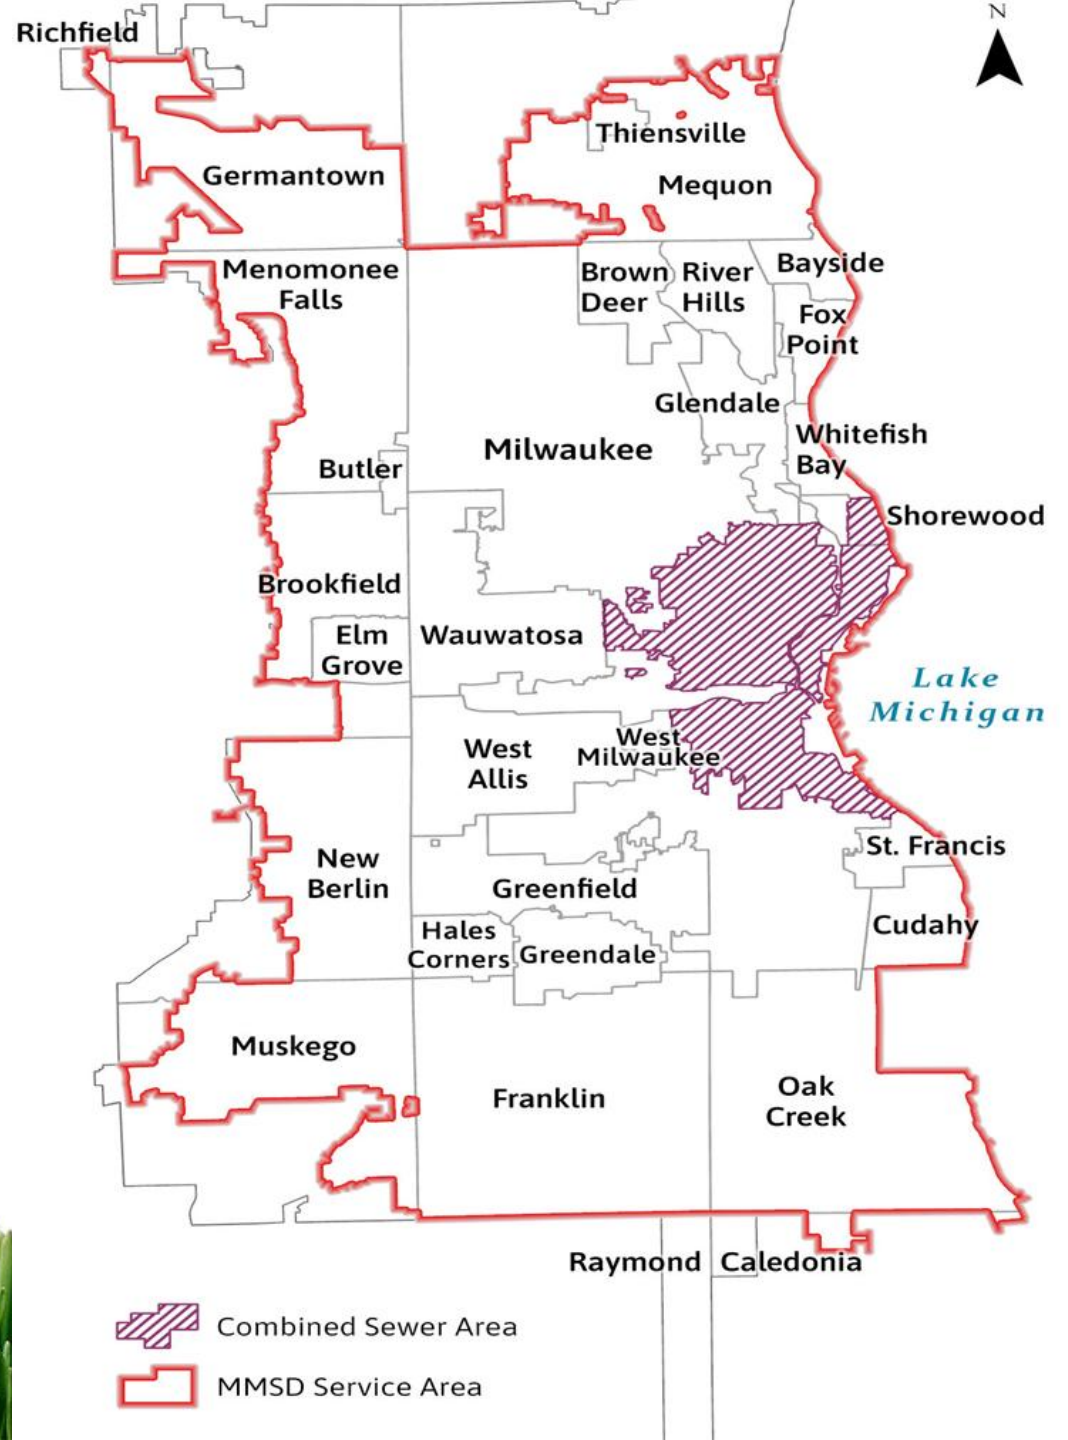 N
Richfield
Thiensville
Germantown
Mequon
Menomonee
Falls
Brown
Deer
River
Hills
Bayside
Fox
Point
Glendale
Milwaukee
Whitefish
Bay
Butler
Shorewood
Brookfield
Elm
Grove
Wauwatosa
Lake
Michigan
West
Allis
West
Milwaukee
New
Berlin
Greenfield
St. Francis
Hales
Corners
Greendale
Cudahy
Muskego
Franklin
Oak
Creek
Raymond
Caledonia
Combined Sewer Area
MMSD Service Area